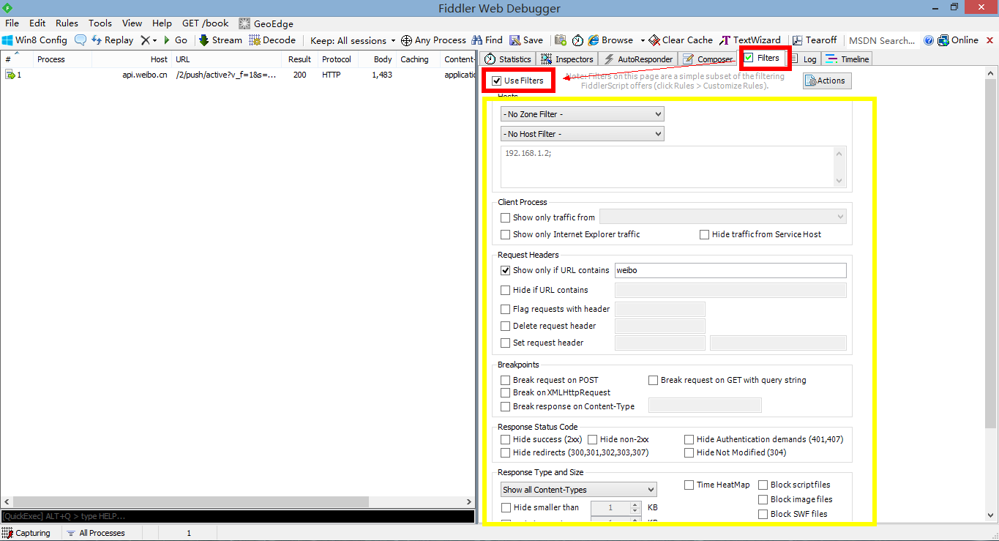 Fiddler Web Debugger
File Edit Rules Tools View Help GET /book GeoEdge
Win8 Config Replay Go Stream Decode Keep: All sessions Any Process Find Save Browse Clear Cache TextWizard Tearoff MSDN Search... Online
# Process Host URL Result Protocol Body Caching Content-
1 api.weibo.cn /2/push/active?v_f=1&s=... 200 HTTP 1,483 applicatio
Statistics Inspectors AutoResponder Composer Filters Log Timeline
Use Filters
Note: Filters on this page are a simple subset of the filtering
FiddlerScript offers (click Rules > Customize Rules).
Actions
Hosts
- No Zone Filter -
- No Host Filter -
192.168.1.2;
Client Process
Show only traffic from
Show only Internet Explorer traffic Hide traffic from Service Host
Request Headers
Show only if URL contains weibo
Hide if URL contains
Flag requests with header
Delete request header
Set request header
Breakpoints
Break request on POST Break request on GET with query string
Break on XMLHttpRequest
Break response on Content-Type
Response Status Code
Hide success (2xx) Hide non-2xx Hide Authentication demands (401,407)
Hide redirects (300,301,302,303,307) Hide Not Modified (304)
Response Type and Size
Show all Content-Types Time HeatMap Block script files
Block image files
Hide smaller than 1 KB
Block SWF files
1 KB
[QuickExec] ALT+Q > type HELP...
Capturing All Processes 1